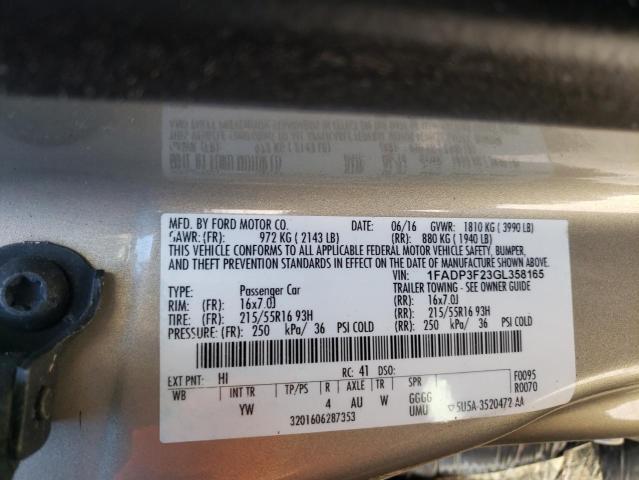 MFD. BY FORD MOTOR CO. DATE: 06/16 GVWR: 1810 KG ( 3990 LB)
GAWR: (FR): 972 KG ( 2143 LB) (RR): 880 KG ( 1940 LB)
THIS VEHICLE CONFORMS TO ALL APPLICABLE FEDERAL MOTOR VEHICLE SAFETY, BUMPER,
AND THEFT PREVENTION STANDARDS IN EFFECT ON THE DATE OF MANUFACTURE SHOWN ABOVE.
VIN: 1FADP3F23GL358165
TYPE: Passenger Car TRAILER TOWING - SEE OWNER GUIDE
RIM: (FR): 16x7.0J (RR): 16x7.0J
TIRE: (FR): 215/55R16 93H (RR): 215/55R16 93H
PRESSURE: (FR): 250 kPa/ 36 PSI COLD (RR): 250 kPa/ 36 PSI COLD
EXT PNT: HI RC: 41 DSO: F0095
WB INT TR TP/PS R AXLE TR SPR R0070
YW 4 AU W GGGG
UMU 5U5A-3520472 AA
3201606287353